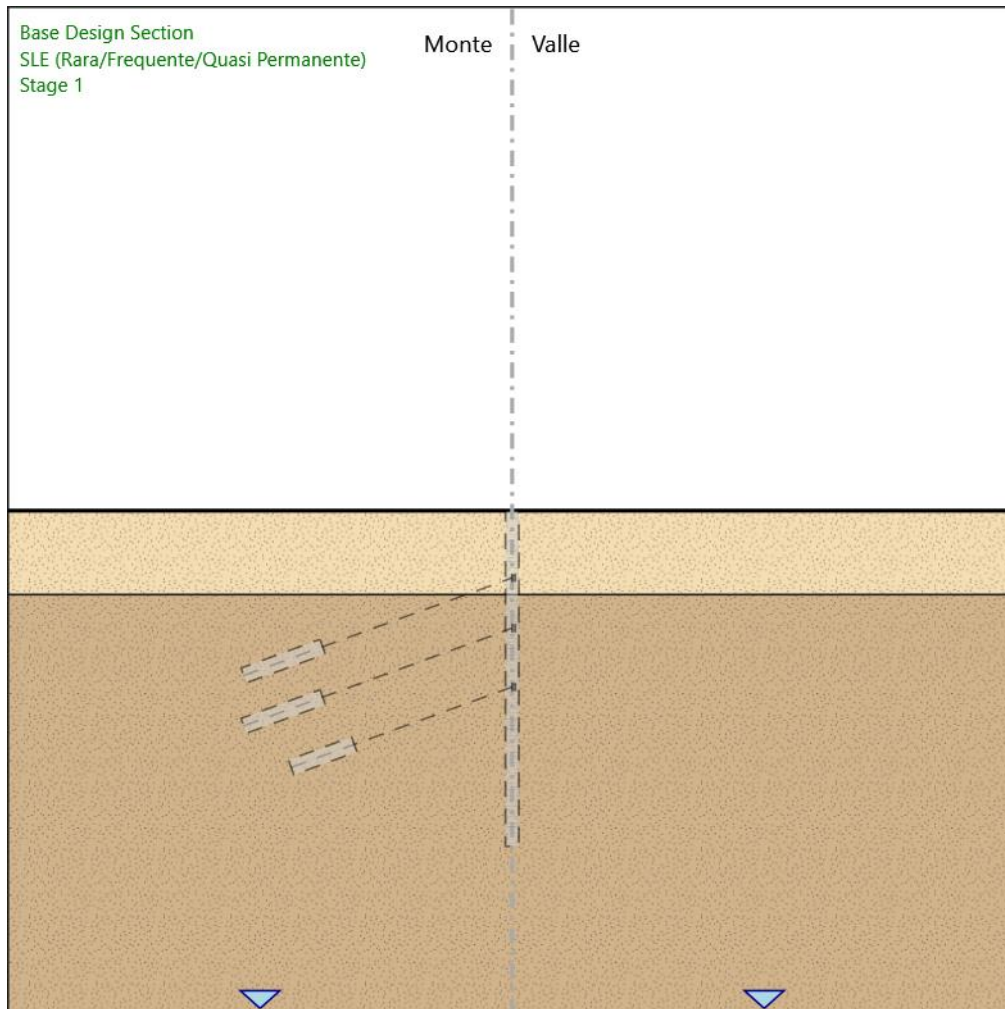 Base Design Section
SLE (Rara/Frequente/Quasi Permanente)
Stage 1
Monte Valle